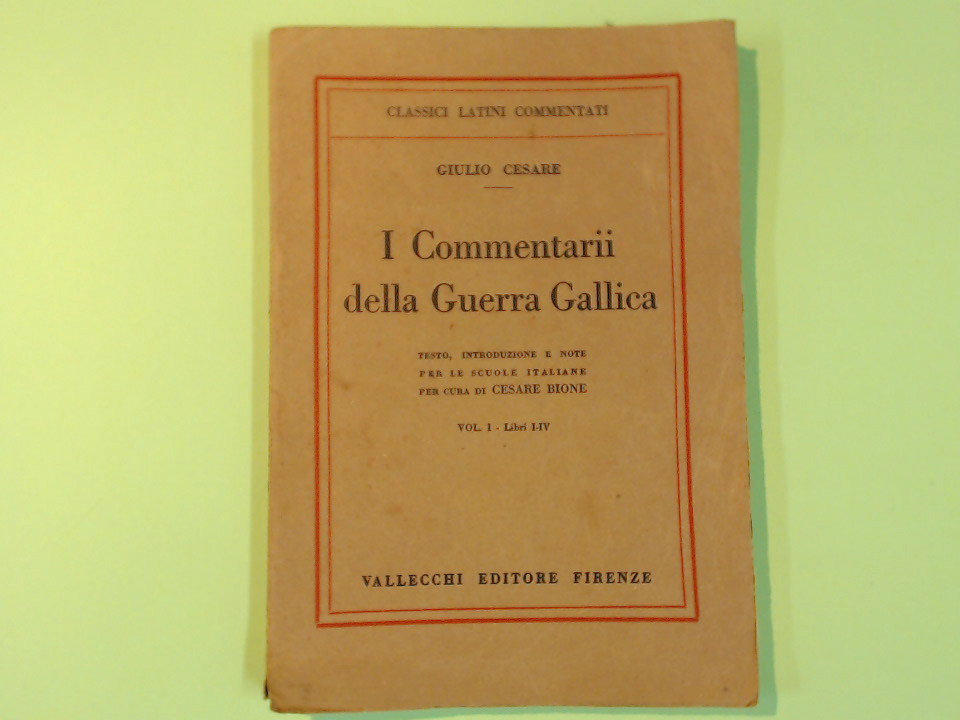 CLASSICI LATINI COMMENTATI
GIULIO CESARE
I Commentarii
della Guerra Gallica
TESTO, INTRODUZIONE E NOTE
PER LE SCUOLE ITALIANE
PER CURA DI CESARE BIONE
VOL. I - Libri I-IV
VALLECCHI EDITORE FIRENZE